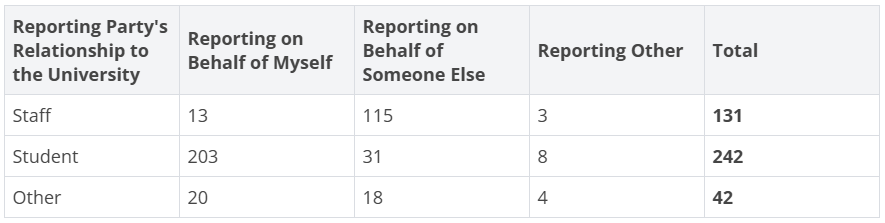 Reporting Party's Relationship to the University | Reporting on Behalf of Myself | Reporting on Behalf of Someone Else | Reporting Other | Total
Staff | 13 | 115 | 3 | 131
Student | 203 | 31 | 8 | 242
Other | 20 | 18 | 4 | 42